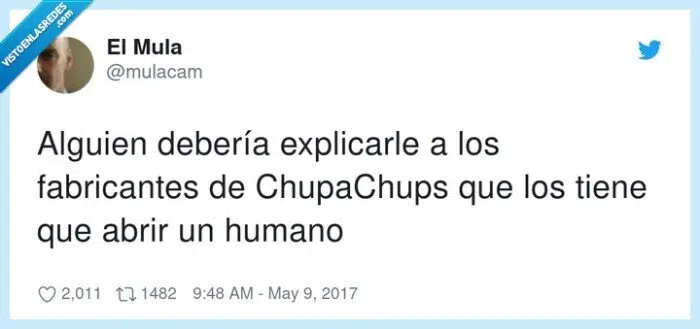 VISTOENLASREDES
.com
El Mula
@mulacam
Alguien debería explicarle a los
fabricantes de ChupaChups que los tiene
que abrir un humano
2,011 1482 9:48 AM - May 9, 2017